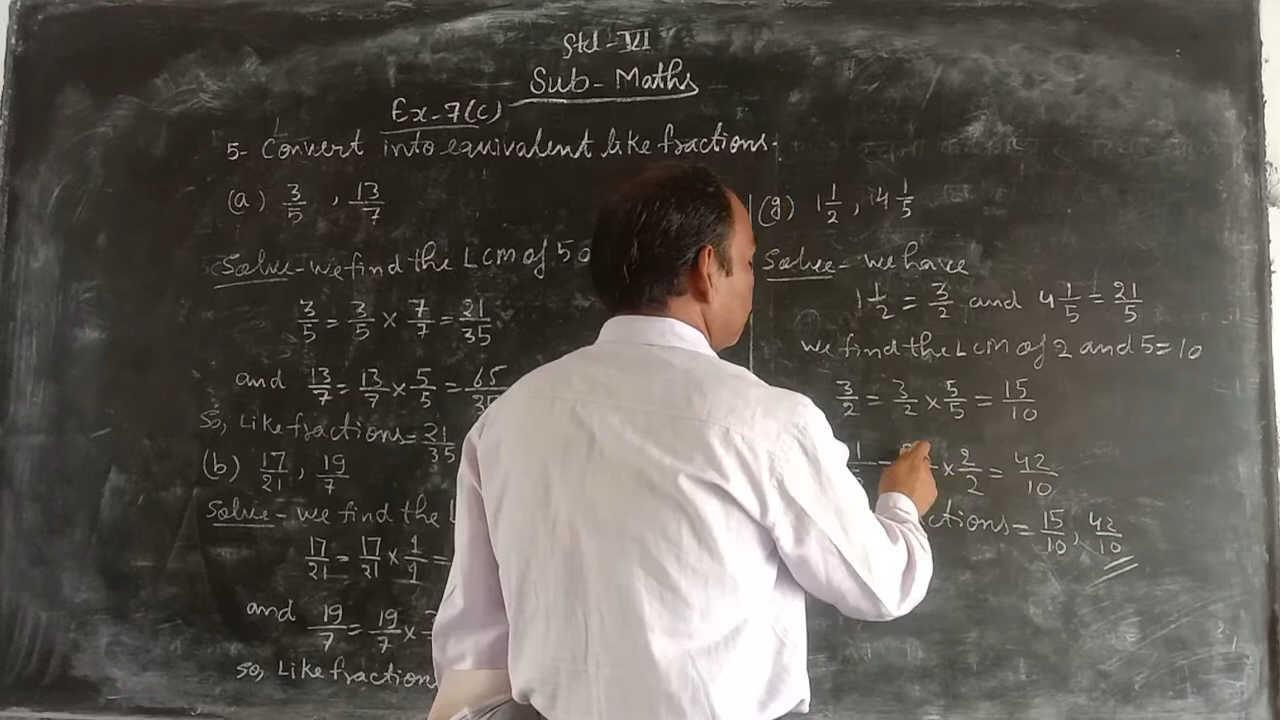 Std-VI
Sub-Maths
Ex-7(c)
5- Convert into equivalent like fractions.
(a) 3/5 , 13/7
Solve-we find the LCM of 5
3/5 = 3/5 × 7/7 = 21/35
and 13/7 = 13/7 × 5/5 = 65/35
So, Like fractions = 21/35
(b) 17/21 , 19/7
Solve-we find the
17/21 = 17/21 × 1/1 =
and 19/7 = 19/7 ×
so, Like fractions
(g) 1 1/2 , 4 1/5
Solve-we have
1 1/2 = 3/2 and 4 1/5 = 21/5
We find the LCM of 2 and 5 = 10
3/2 = 3/2 × 5/5 = 15/10
× 2/2 = 42/10
ctions = 15/10 , 42/10